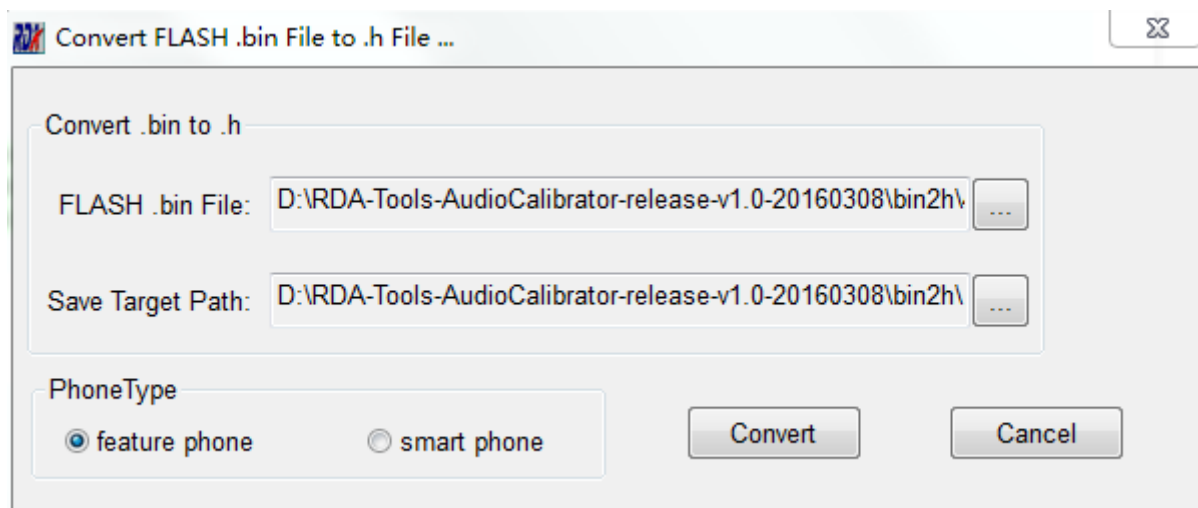 RDA Convert FLASH .bin File to .h File ...
Convert .bin to .h
FLASH .bin File: D:\RDA-Tools-AudioCalibrator-release-v1.0-20160308\bin2h\ ...
Save Target Path: D:\RDA-Tools-AudioCalibrator-release-v1.0-20160308\bin2h\ ...
PhoneType
feature phone smart phone Convert Cancel